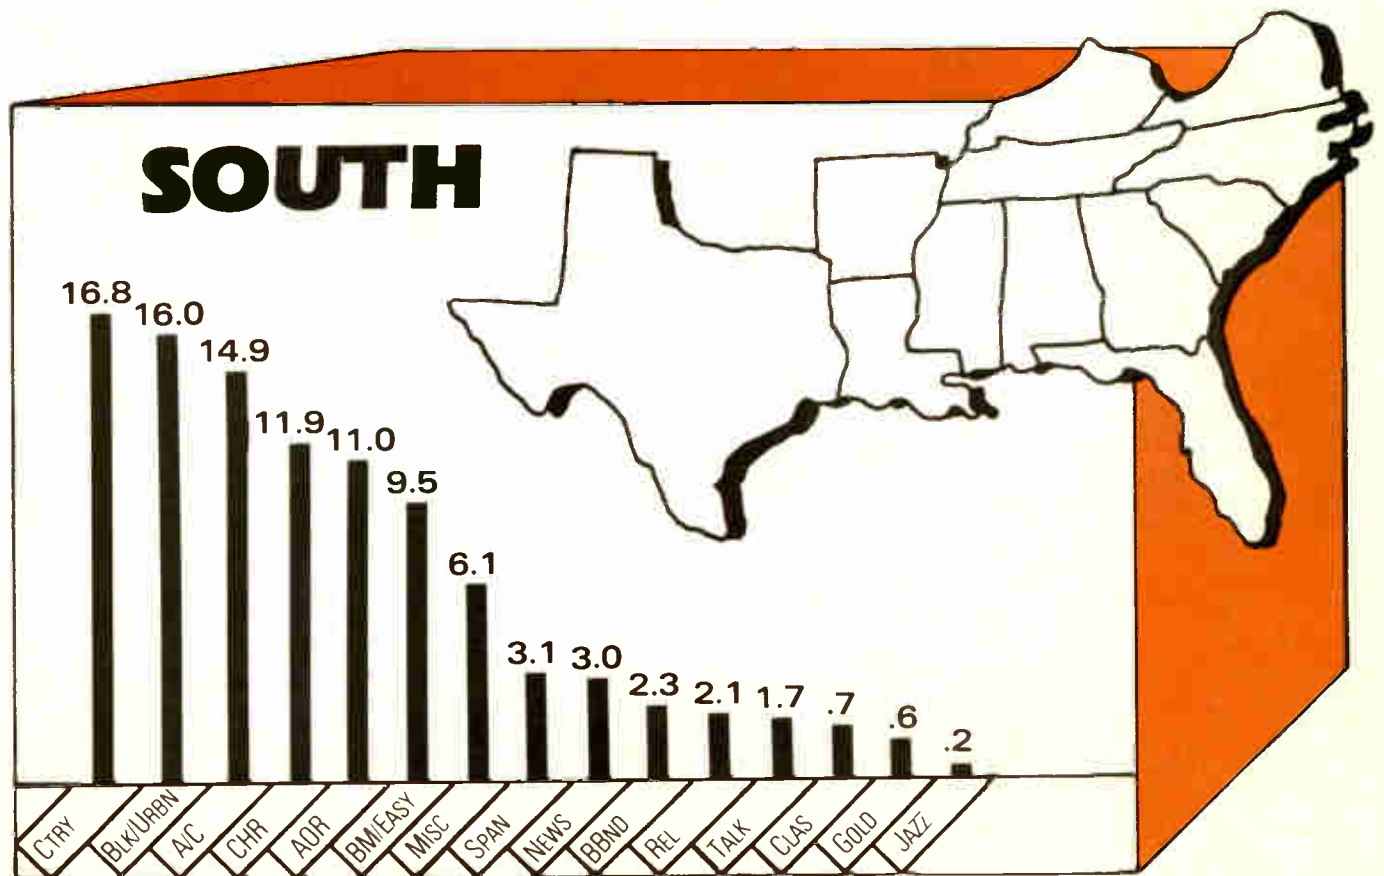 SOUTH
16.8
16.0
14.9
11.9
11.0
9.5
6.1
3.1
3.0
2.3
2.1
1.7
.7
.6
.2
CTRY
BLK/URBN
A/C
CHR
AOR
BM/EASY
MISC
SPAN
NEWS
BBND
REL
TALK
CLAS
GOLD
JAZZ